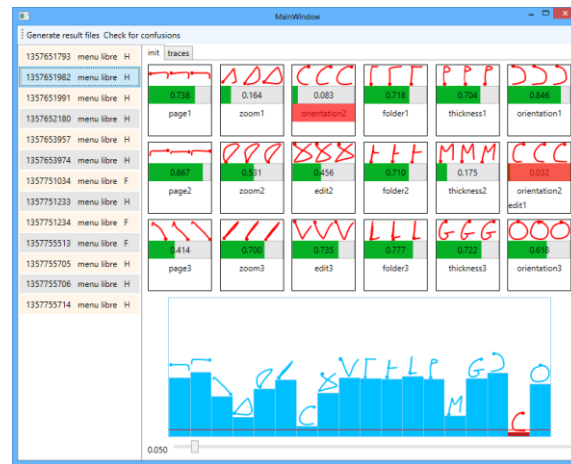 MainWindow
Generate result files Check for confusions
1357651793 menu libre H
1357651982 menu libre H
1357651991 menu libre H
1357652180 menu libre H
1357653957 menu libre H
1357653974 menu libre H
1357751034 menu libre F
1357751233 menu libre H
1357751234 menu libre F
1357755513 menu libre F
1357755705 menu libre H
1357755706 menu libre H
1357755714 menu libre H
init traces
C C C Γ Γ Γ P P P
0.738 0.164 0.083 0.718 0.704 0.846
page1 zoom1 orientation2 folder1 thickness1 orientation1
M M M C C C
0.867 0.531 0.456 0.710 0.175 0.032
page2 zoom2 edit2 folder2 thickness2 orientation2
edit1
V V V L L L G G G O O O
0.414 0.700 0.735 0.777 0.722 0.618
page3 zoom3 edit3 folder3 thickness3 orientation3
C V Γ L P M G C O
0.050